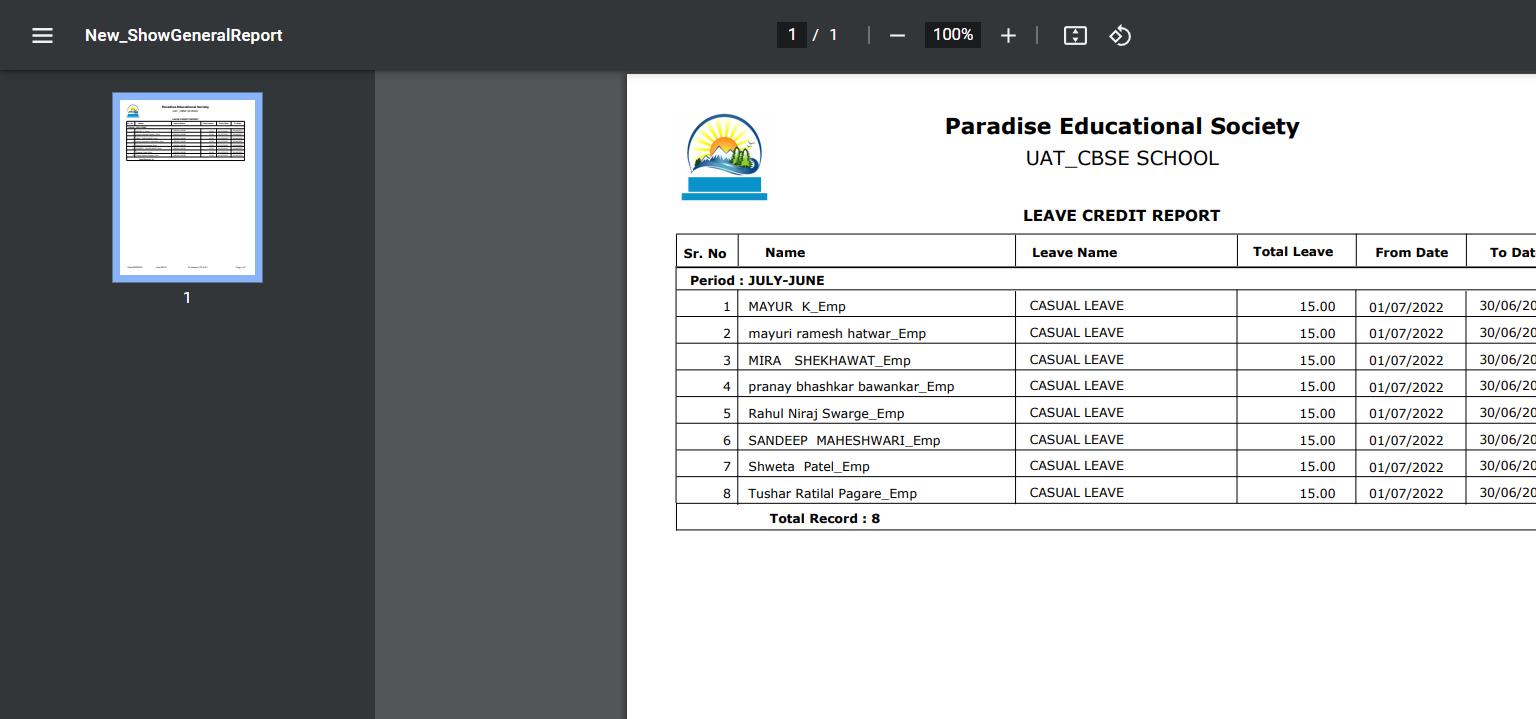 New_ShowGeneralReport
1 / 1
100%
1
Paradise Educational Society
UAT_CBSE SCHOOL
LEAVE CREDIT REPORT
Sr. No Name Leave Name Total Leave From Date To Dat
Period : JULY-JUNE
1 MAYUR K_Emp CASUAL LEAVE 15.00 01/07/2022 30/06/20
2 mayuri ramesh hatwar_Emp CASUAL LEAVE 15.00 01/07/2022 30/06/20
3 MIRA SHEKHAWAT_Emp CASUAL LEAVE 15.00 01/07/2022 30/06/20
4 pranay bhashkar bawankar_Emp CASUAL LEAVE 15.00 01/07/2022 30/06/20
5 Rahul Niraj Swarge_Emp CASUAL LEAVE 15.00 01/07/2022 30/06/20
6 SANDEEP MAHESHWARI_Emp CASUAL LEAVE 15.00 01/07/2022 30/06/20
7 Shweta Patel_Emp CASUAL LEAVE 15.00 01/07/2022 30/06/20
8 Tushar Ratilal Pagare_Emp CASUAL LEAVE 15.00 01/07/2022 30/06/20
Total Record : 8